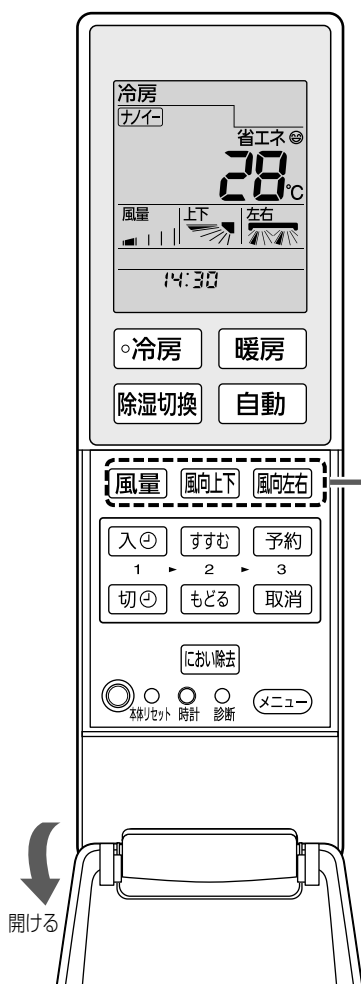 冷房
ナノイー
省エネ
28℃
風量 上下 左右
14:30
冷房 暖房
除湿切換 自動
風量 風向上下 風向左右
入 すすむ 予約
1 ► 2 ► 3
切 もどる 取消
におい除去
本体リセット 時計 診断 メニュー
開ける